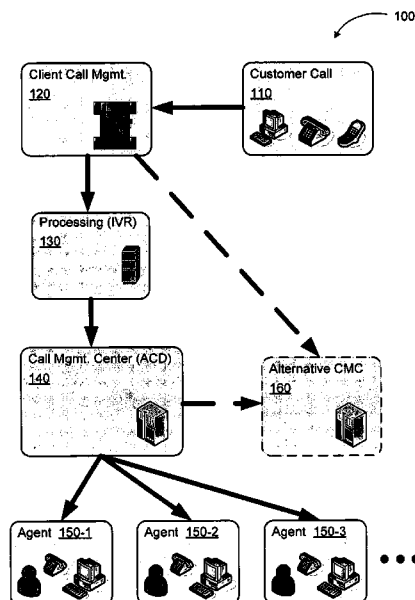 100
Client Call Mgmt.
120
Customer Call
110
Processing (IVR)
130
Call Mgmt. Center (ACD)
140
Alternative CMC
160
Agent 150-1
Agent 150-2
Agent 150-3